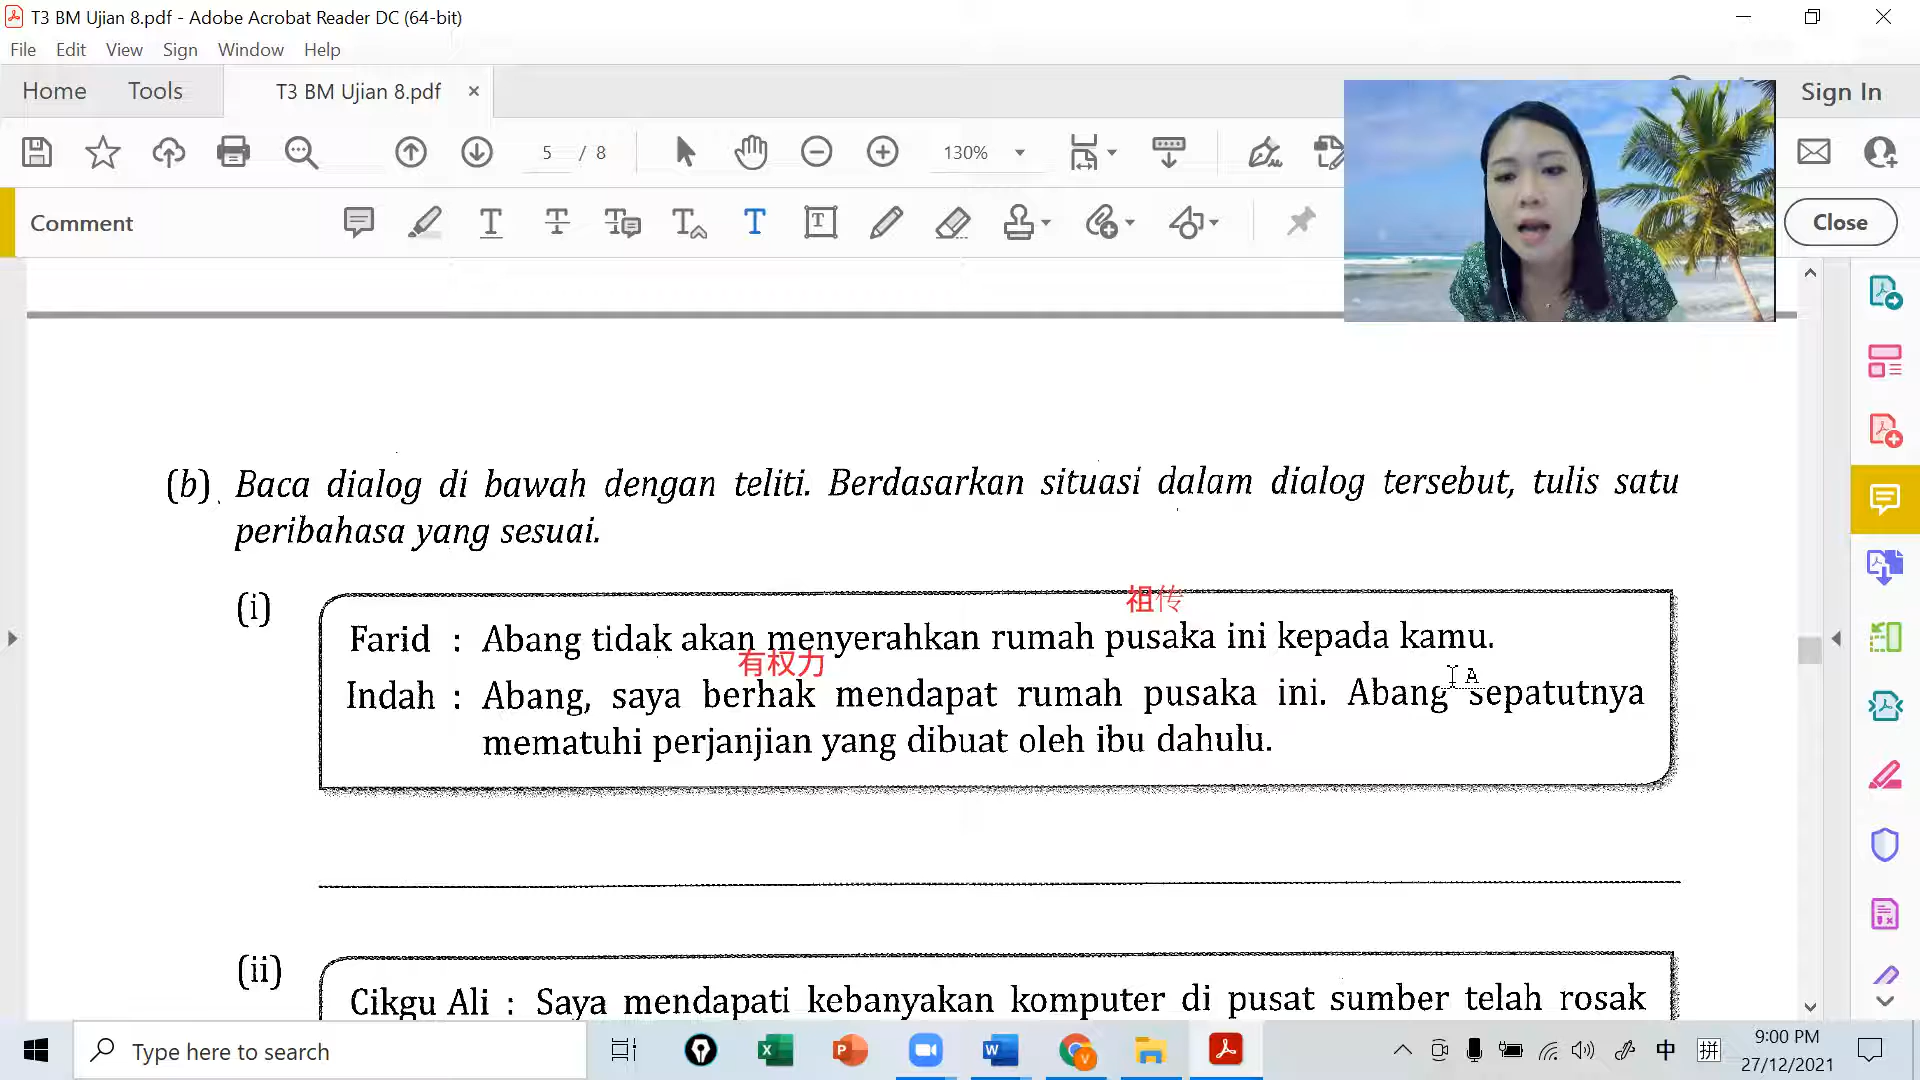 T3 BM Ujian 8.pdf - Adobe Acrobat Reader DC (64-bit)
File Edit View Sign Window Help
Home Tools T3 BM Ujian 8.pdf × Sign In
5 / 8 130%
Comment Close
(b) Baca dialog di bawah dengan teliti. Berdasarkan situasi dalam dialog tersebut, tulis satu
peribahasa yang sesuai.
祖传
(i) Farid : Abang tidak akan menyerahkan rumah pusaka ini kepada kamu.
有权力
Indah : Abang, saya berhak mendapat rumah pusaka ini. Abang sepatutnya
mematuhi perjanjian yang dibuat oleh ibu dahulu.
(ii) Cikgu Ali : Saya mendapati kebanyakan komputer di pusat sumber telah rosak
Type here to search
中 拼 9:00 PM
27/12/2021